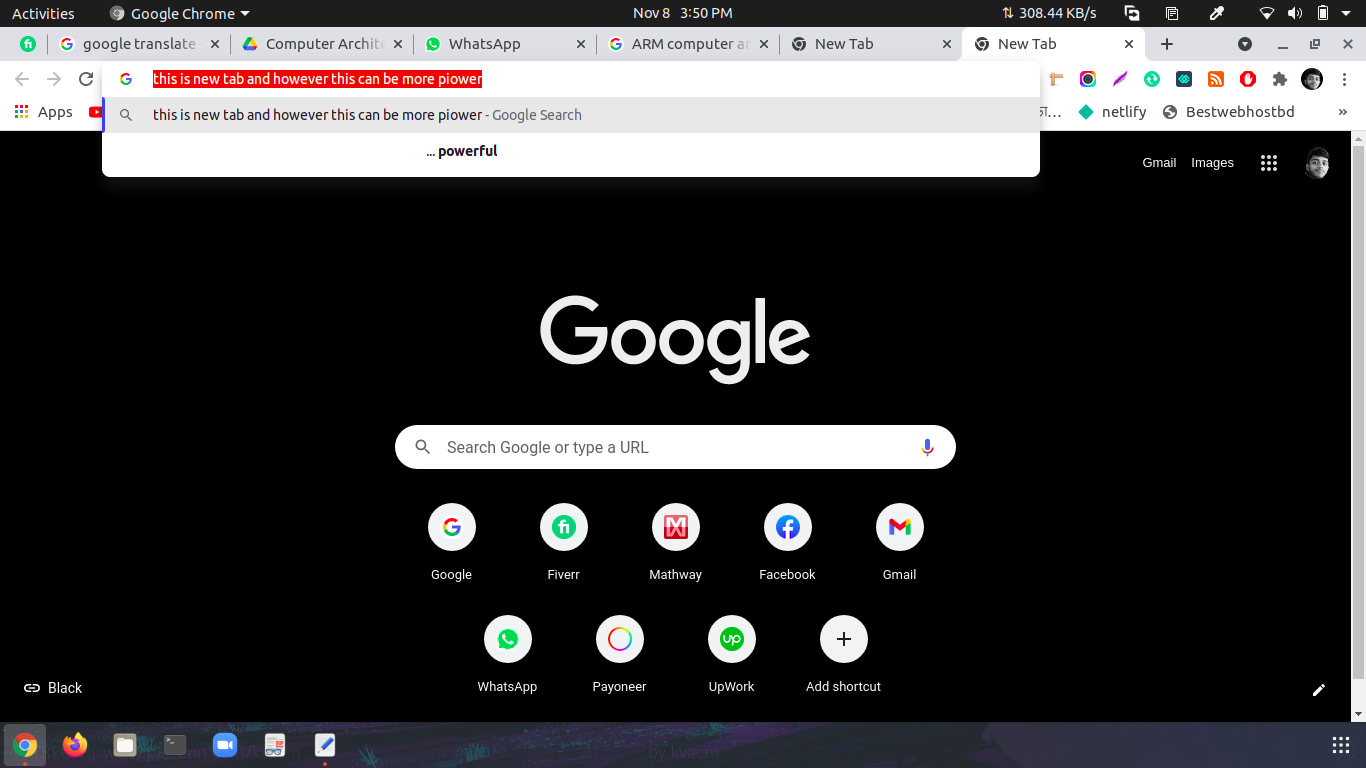 Activities Google Chrome Nov 8 3:50 PM 308.44 KB/s
google translate Computer Archite WhatsApp ARM computer ar New Tab New Tab
this is new tab and however this can be more piower
this is new tab and however this can be more piower - Google Search
... powerful
Apps netlify Bestwebhostbd »
Gmail Images
Google
Search Google or type a URL
Google Fiverr Mathway Facebook Gmail
WhatsApp Payoneer UpWork Add shortcut
Black
by kvacm